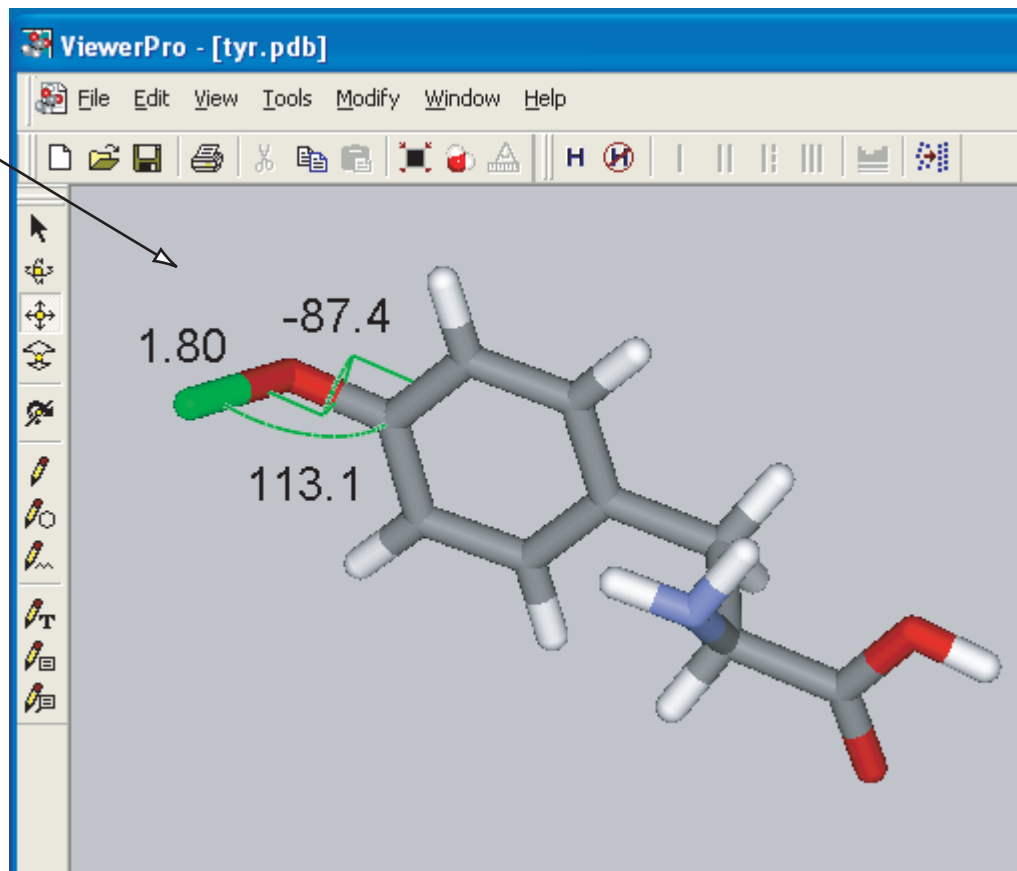 ViewerPro - [tyr.pdb]
File Edit View Tools Modify Window Help
H H
-87.4
1.80
113.1
T